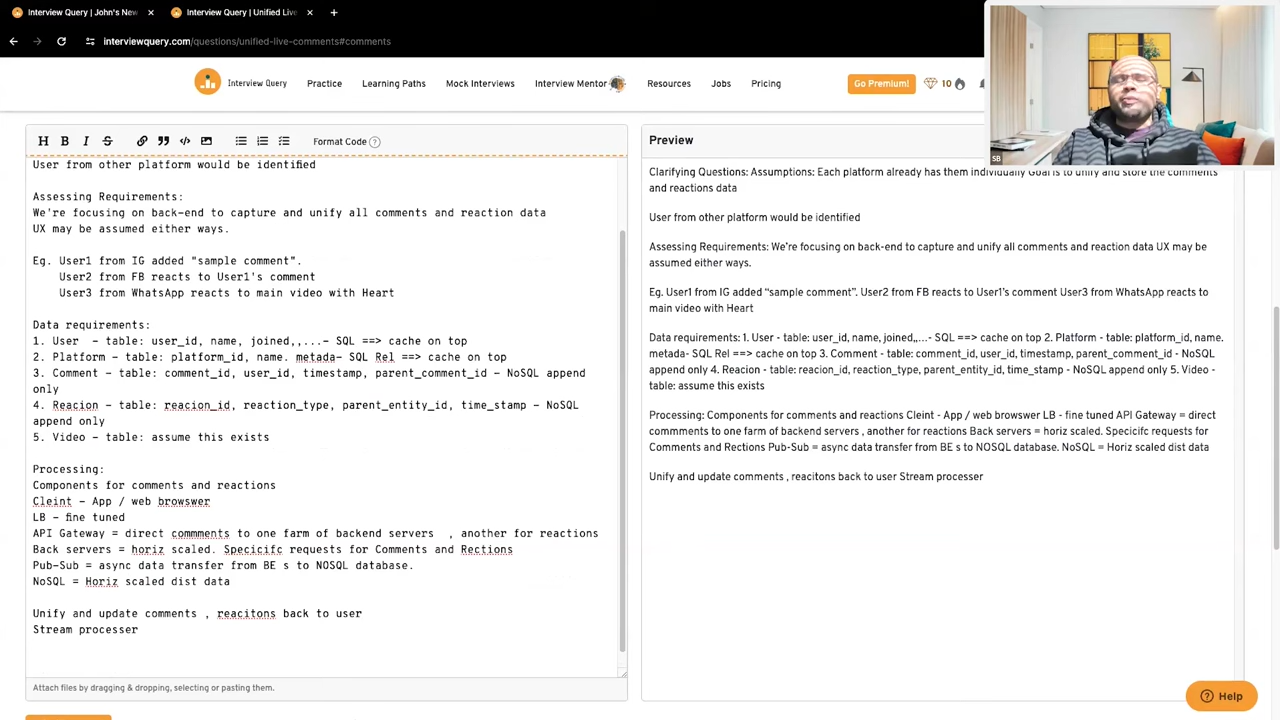 Interview Query | John's New
Interview Query | Unified Live
interviewquery.com/questions/unified-live-comments#comments
Interview Query
Practice
Learning Paths
Mock Interviews
Interview Mentor
Resources
Jobs
Pricing
Go Premium!
10
H B I S
Format Code ?
User from other platform would be identified
Assessing Requirements:
We're focusing on back-end to capture and unify all comments and reaction data
UX may be assumed either ways.
Eg. User1 from IG added "sample comment".
User2 from FB reacts to User1's comment
User3 from WhatsApp reacts to main video with Heart
Data requirements:
1. User - table: user_id, name, joined,,...- SQL ==> cache on top
2. Platform - table: platform_id, name. metada- SQL Rel ==> cache on top
3. Comment - table: comment_id, user_id, timestamp, parent_comment_id - NoSQL append
only
4. Reacion - table: reacion_id, reaction_type, parent_entity_id, time_stamp - NoSQL
append only
5. Video - table: assume this exists
Processing:
Components for comments and reactions
Cleint - App / web browswer
LB - fine tuned
API Gateway = direct commments to one farm of backend servers , another for reactions
Back servers = horiz scaled. Specicifc requests for Comments and Rections
Pub-Sub = async data transfer from BE s to NOSQL database.
NoSQL = Horiz scaled dist data
Unify and update comments , reacitons back to user
Stream processer
Attach files by dragging & dropping, selecting or pasting them.
Preview
Clarifying Questions: Assumptions: Each platform already has them individually Goal is to unify and store the comments
and reactions data
User from other platform would be identified
Assessing Requirements: We're focusing on back-end to capture and unify all comments and reaction data UX may be
assumed either ways.
Eg. User1 from IG added “sample comment”. User2 from FB reacts to User1’s comment User3 from WhatsApp reacts to
main video with Heart
Data requirements: 1. User - table: user_id, name, joined,,...- SQL ==> cache on top 2. Platform - table: platform_id, name.
metada- SQL Rel ==> cache on top 3. Comment - table: comment_id, user_id, timestamp, parent_comment_id - NoSQL
append only 4. Reacion - table: reacion_id, reaction_type, parent_entity_id, time_stamp - NoSQL append only 5. Video -
table: assume this exists
Processing: Components for comments and reactions Cleint - App / web browswer LB - fine tuned API Gateway = direct
commments to one farm of backend servers , another for reactions Back servers = horiz scaled. Specicifc requests for
Comments and Rections Pub-Sub = async data transfer from BE s to NOSQL database. NoSQL = Horiz scaled dist data
Unify and update comments , reacitons back to user Stream processer
SB
Help